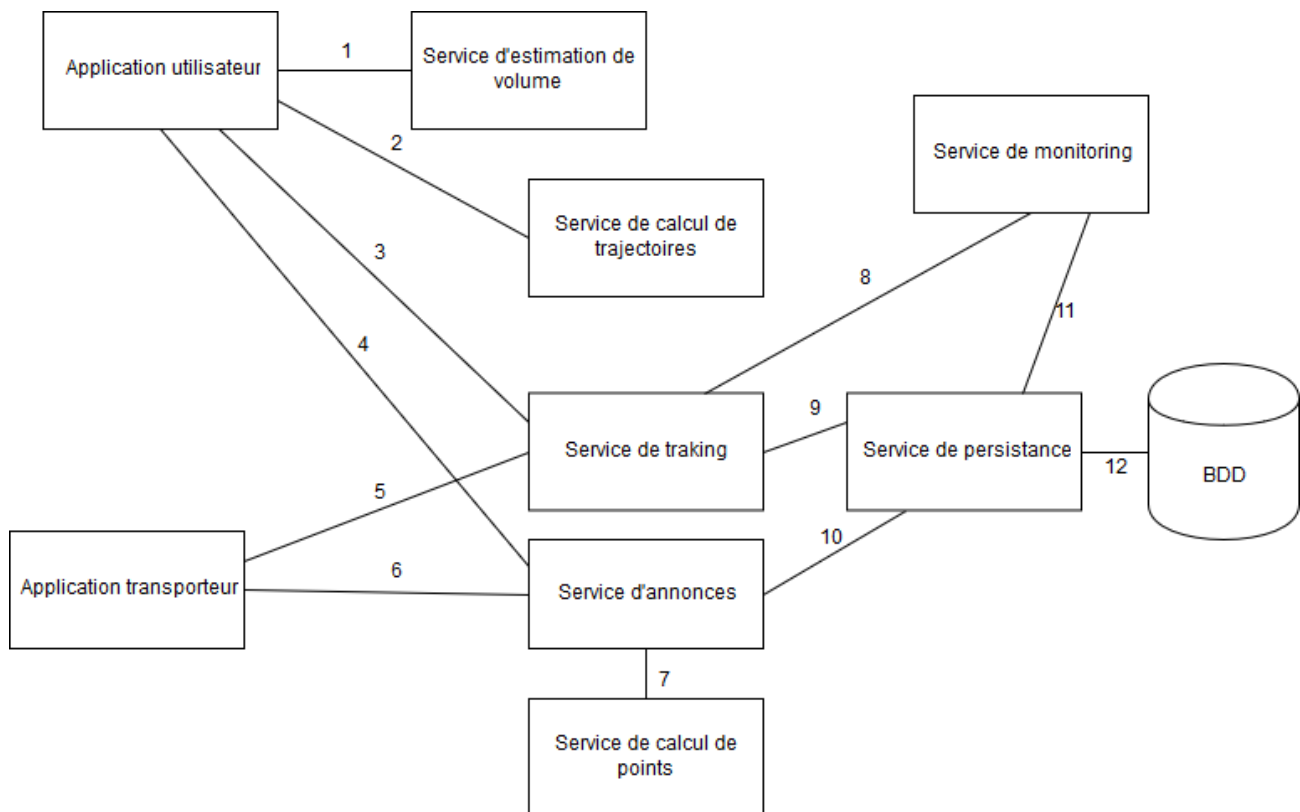 Application utilisateur
1
Service d'estimation de
volume
2
Service de monitoring
Service de calcul de
trajectoires
3
8
4
11
Service de traking
9
Service de persistance
12
BDD
5
10
Application transporteur
6
Service d'annonces
7
Service de calcul de
points